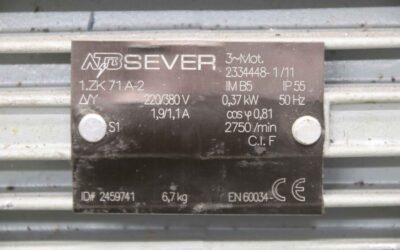 ATB SEVER 3~Mot.
2334448-1/11
1.ZK 71 A-2 IM B5 IP 55
Δ/Y 220/380 V 0,37 kW 50 Hz
1,9/1,1 A cos φ 0,81
S1 2750 /min
C.I. F
ID# 2459741 6,7 kg EN 60034- CE